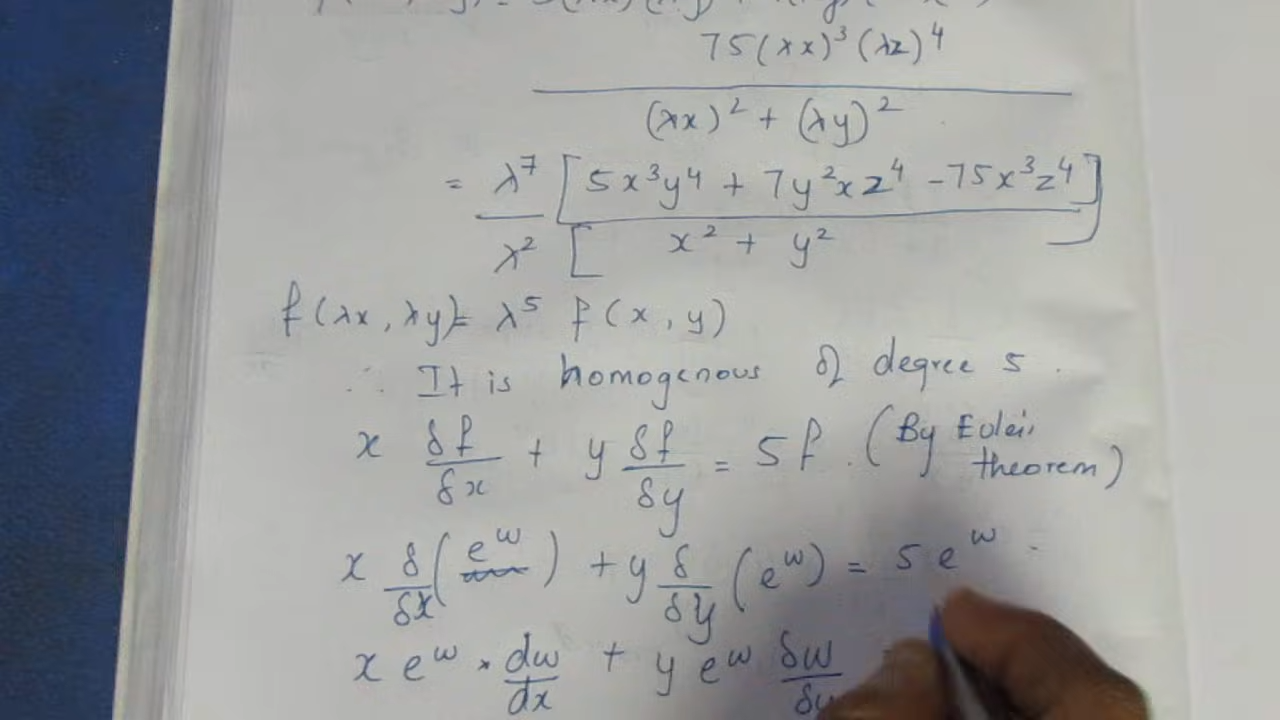 75(λx)³ (λz)⁴
(λx)² + (λy)²
= λ⁷ [5x³y⁴ + 7y²xz⁴ - 75x³z⁴]
λ² [ x² + y² ]
f(λx, λy) = λ⁵ f(x, y)
∴ It is homogenous of degree 5.
x δf/δx + y δf/δy = 5f. (By Euler's theorem)
x δ/δx (eʷ) + y δ/δy (eʷ) = 5eʷ
x eʷ . dw/dx + y eʷ δw/δy